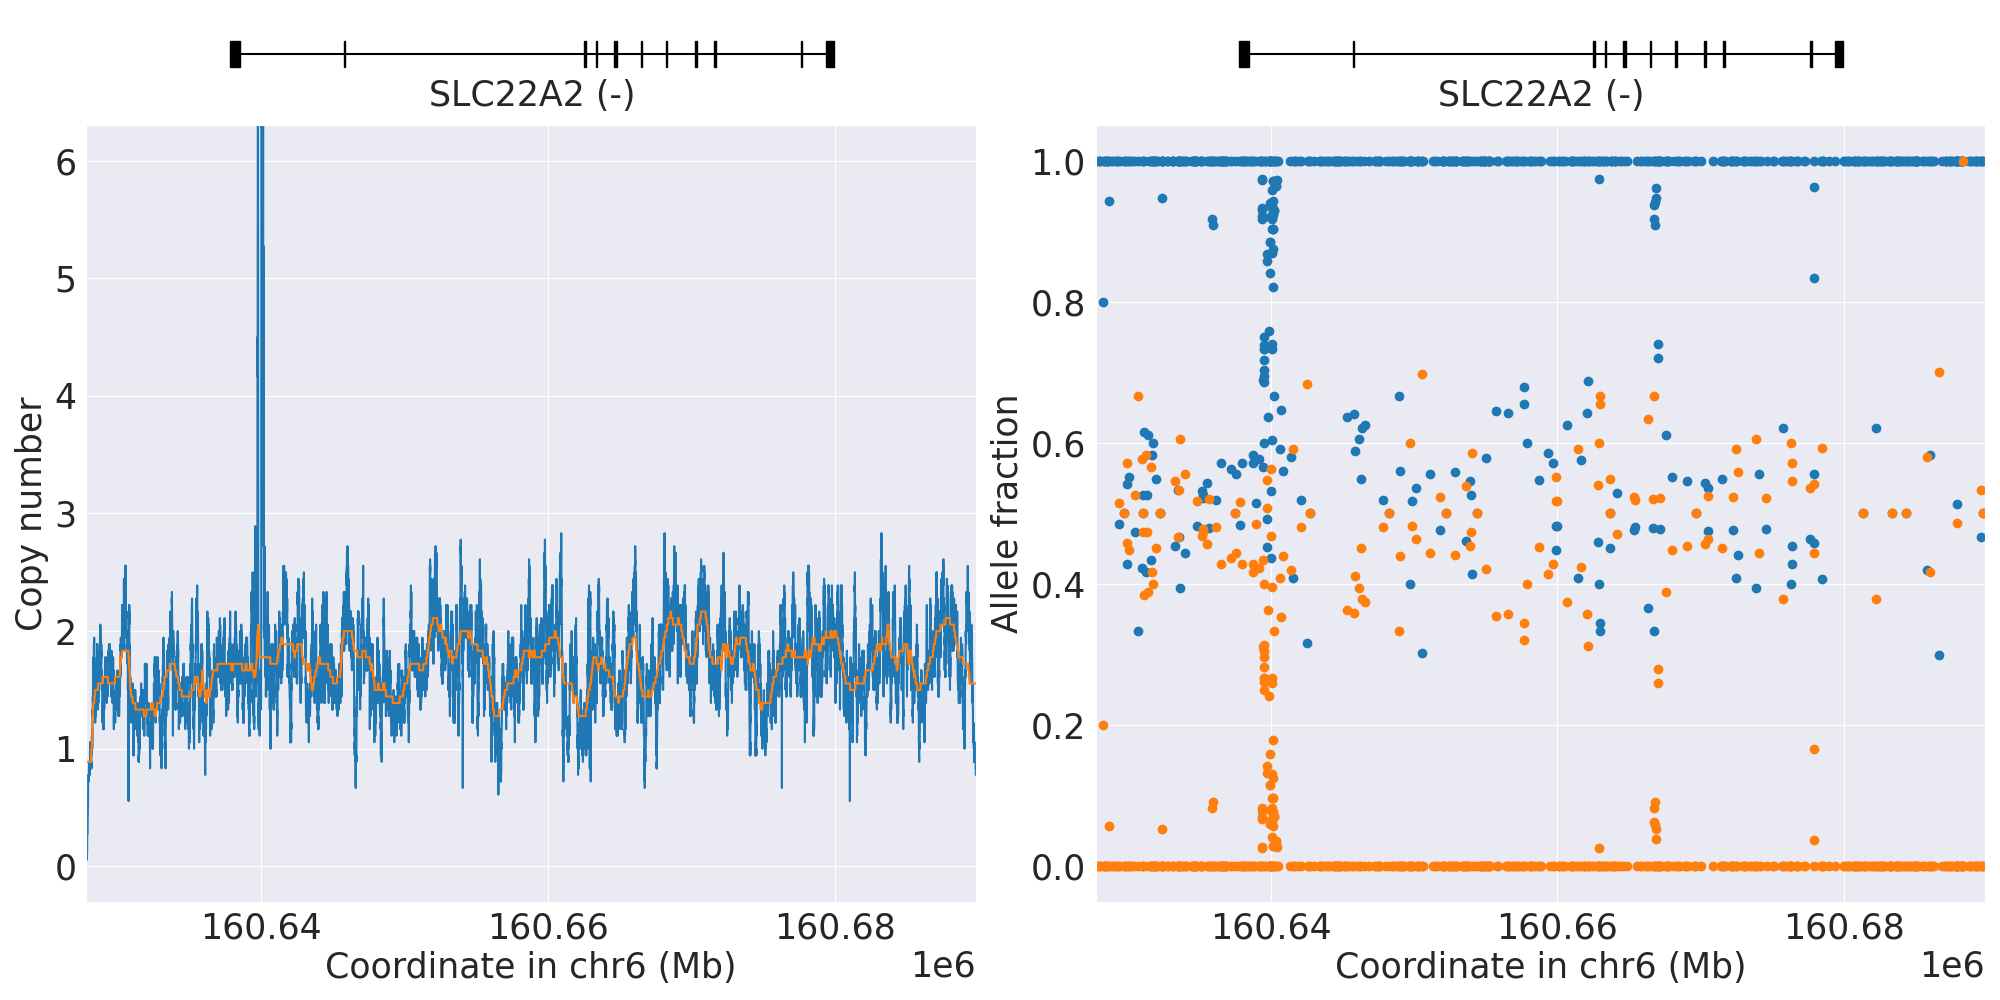 SLC22A2 (-)
6
5
4
3
2
1
0
Copy number
160.64 160.66 160.68
Coordinate in chr6 (Mb) 1e6
SLC22A2 (-)
1.0
0.8
0.6
0.4
0.2
0.0
Allele fraction
160.64 160.66 160.68
Coordinate in chr6 (Mb) 1e6